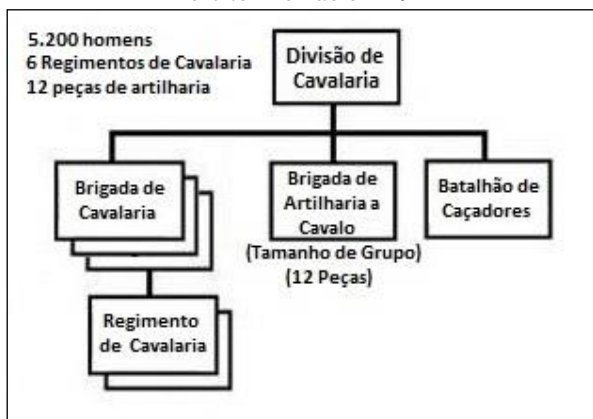 5.200 homens
6 Regimentos de Cavalaria
12 peças de artilharia
Divisão de
Cavalaria
Brigada de
Cavalaria
Brigada de
Artilharia a
Cavalo
(Tamanho de Grupo)
(12 Peças)
Batalhão de
Caçadores
Regimento
de Cavalaria